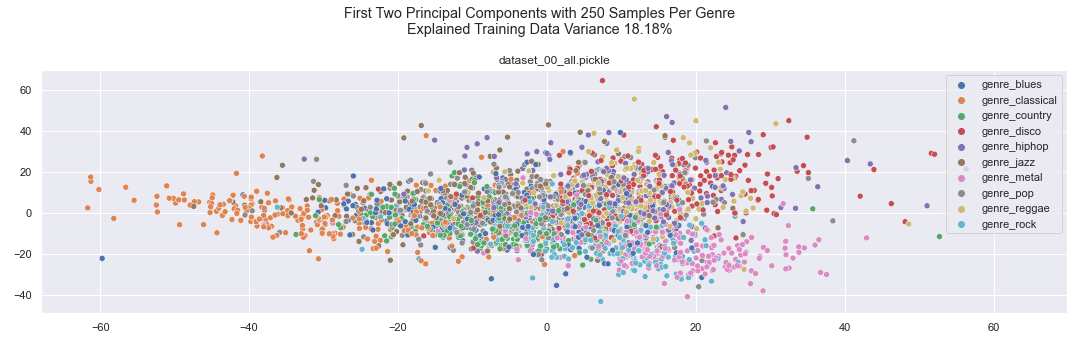 First Two Principal Components with 250 Samples Per Genre
Explained Training Data Variance 18.18%
dataset_00_all.pickle
60
40
20
0
−20
−40
−60
−40
−20
0
20
40
60
genre_blues
genre_classical
genre_country
genre_disco
genre_hiphop
genre_jazz
genre_metal
genre_pop
genre_reggae
genre_rock